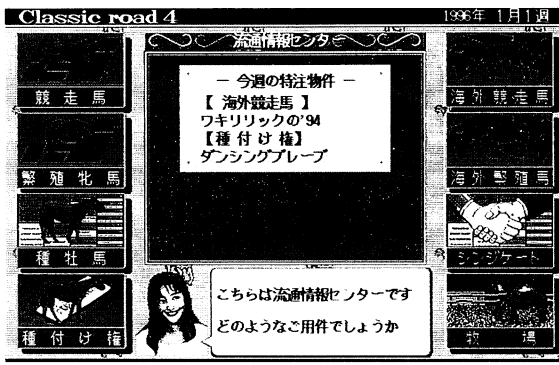 Classic road 4
1996年 1月1週
流通情報センター
競走馬
繁殖牝馬
種牡馬
種付け権
― 今週の特注物件 ―
【 海外競走馬 】
ワキリリックの'94
【種付け権】
ダンシングブレーブ
海外競走馬
海外繁殖馬
シンジケート
牧場
こちらは流通情報センターです
どのようなご用件でしょうか